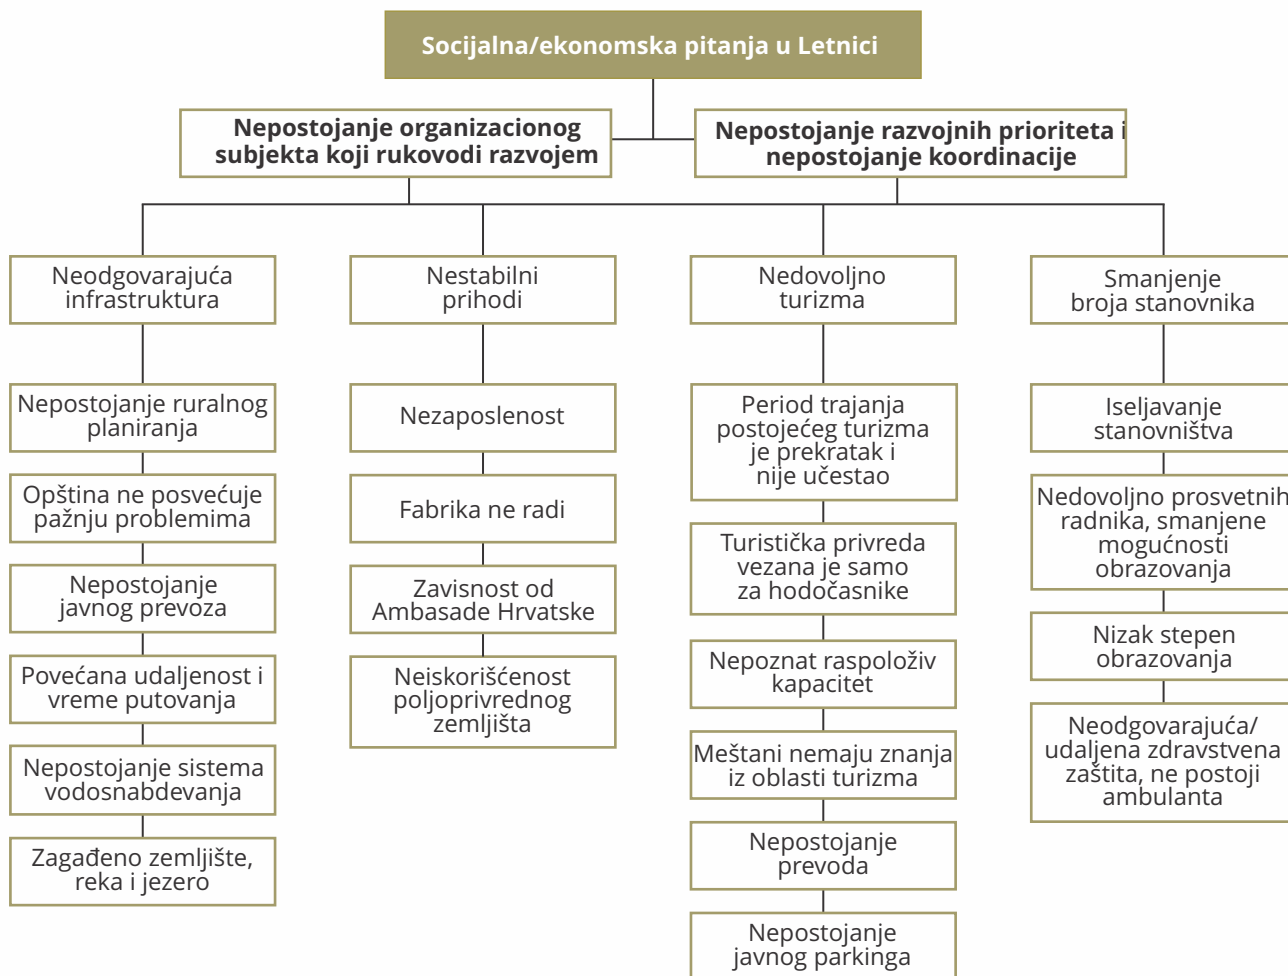 Socijalna/ekonomska pitanja u Letnici
Nepostojanje organizacionog
subjekta koji rukovodi razvojem
Nepostojanje razvojnih prioriteta i
nepostojanje koordinacije
Neodgovarajuća
infrastruktura
Nepostojanje ruralnog
planiranja
Opština ne posvećuje
pažnju problemima
Nepostojanje
javnog prevoza
Povećana udaljenost i
vreme putovanja
Nepostojanje sistema
vodosnabdevanja
Zagađeno zemljište,
reka i jezero
Nestabilni
prihodi
Nezaposlenost
Fabrika ne radi
Zavisnost od
Ambasade Hrvatske
Neiskorišćenost
poljoprivrednog
zemljišta
Nedovoljno
turizma
Period trajanja
postojećeg turizma
je prekratak i
nije učestao
Turistička privreda
vezana je samo
za hodočasnike
Nepoznat raspoloživ
kapacitet
Meštani nemaju znanja
iz oblasti turizma
Nepostojanje
prevoda
Nepostojanje
javnog parkinga
Smanjenje
broja stanovnika
Iseljavanje
stanovništva
Nedovoljno prosvetnih
radnika, smanjene
mogućnosti
obrazovanja
Nizak stepen
obrazovanja
Neodgovarajuća/
udaljena zdravstvena
zaštita, ne postoji
ambulanta